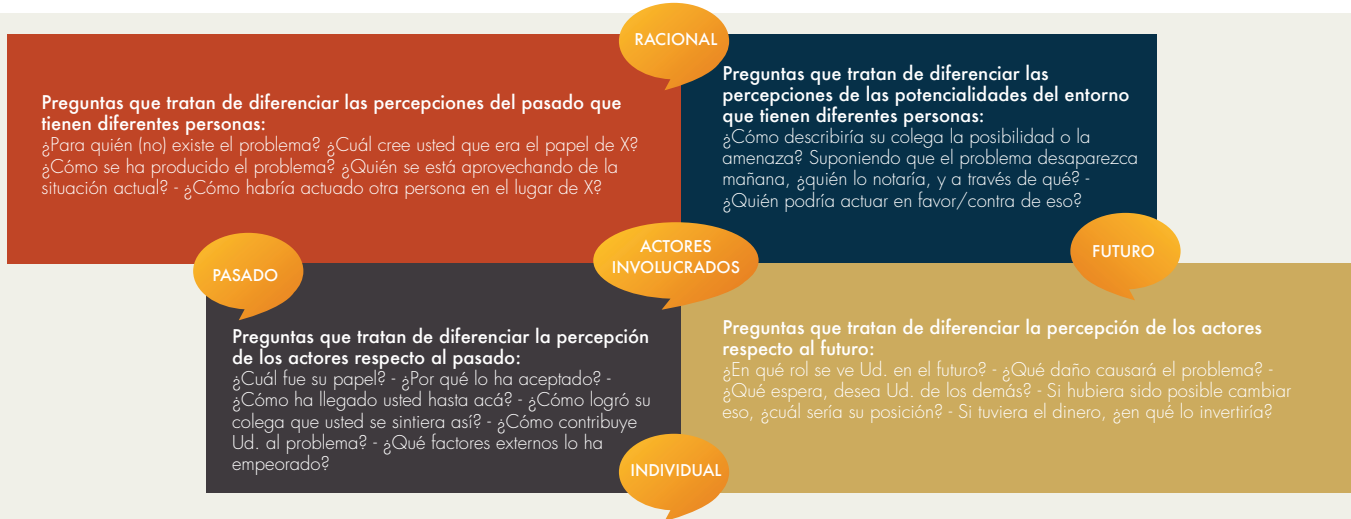 RACIONAL
Preguntas que tratan de diferenciar las percepciones del pasado que
tienen diferentes personas:
¿Para quién (no) existe el problema? ¿Cuál cree usted que era el papel de X?
¿Cómo se ha producido el problema? ¿Quién se está aprovechando de la
situación actual? - ¿Cómo habría actuado otra persona en el lugar de X?
Preguntas que tratan de diferenciar las
percepciones de las potencialidades del entorno
que tienen diferentes personas:
¿Cómo describiría su colega la posibilidad o la
amenaza? Suponiendo que el problema desaparezca
mañana, ¿quién lo notaría, y a través de qué? -
¿Quién podría actuar en favor/contra de eso?
PASADO
ACTORES
INVOLUCRADOS
FUTURO
Preguntas que tratan de diferenciar la percepción
de los actores respecto al pasado:
¿Cuál fue su papel? - ¿Por qué lo ha aceptado? -
¿Cómo ha llegado usted hasta acá? - ¿Cómo logró su
colega que usted se sintiera así? - ¿Cómo contribuye
Ud. al problema? - ¿Qué factores externos lo ha
empeorado?
Preguntas que tratan de diferenciar la percepción de los actores
respecto al futuro:
¿En qué rol se ve Ud. en el futuro? - ¿Qué daño causará el problema? -
¿Qué espera, desea Ud. de los demás? - Si hubiera sido posible cambiar
eso, ¿cuál sería su posición? - Si tuviera el dinero, ¿en qué lo invertiría?
INDIVIDUAL